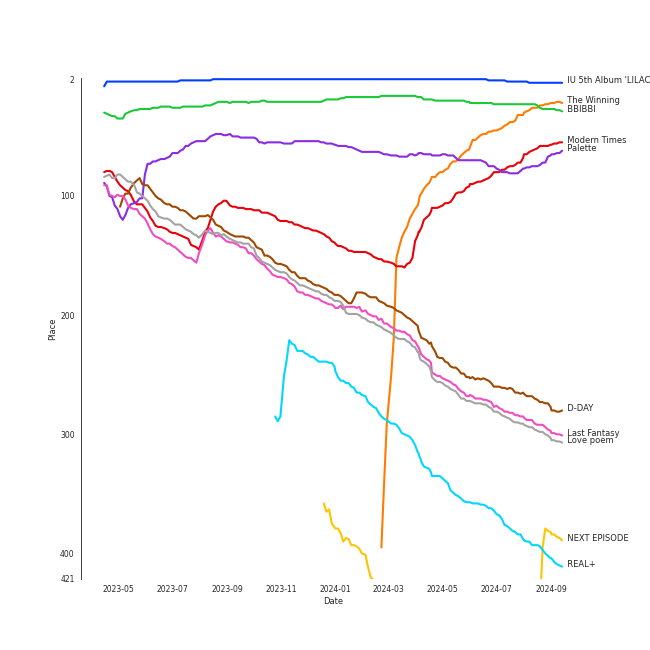 2
100
200
300
400
421
Place
2023-05
2023-07
2023-09
2023-11
2024-01
2024-03
2024-05
2024-07
2024-09
Date
IU 5th Album 'LILAC
The Winning
BBIBBI
Modern Times
Palette
D-DAY
Last Fantasy
Love poem
NEXT EPISODE
REAL+